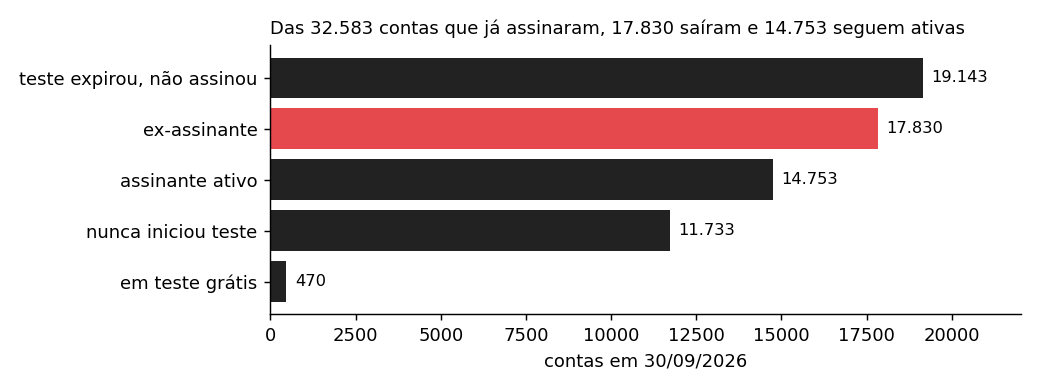 Das 32.583 contas que já assinaram, 17.830 saíram e 14.753 seguem ativas
teste expirou, não assinou 19.143
ex-assinante 17.830
assinante ativo 14.753
nunca iniciou teste 11.733
em teste grátis 470
0 2500 5000 7500 10000 12500 15000 17500 20000
contas em 30/09/2026